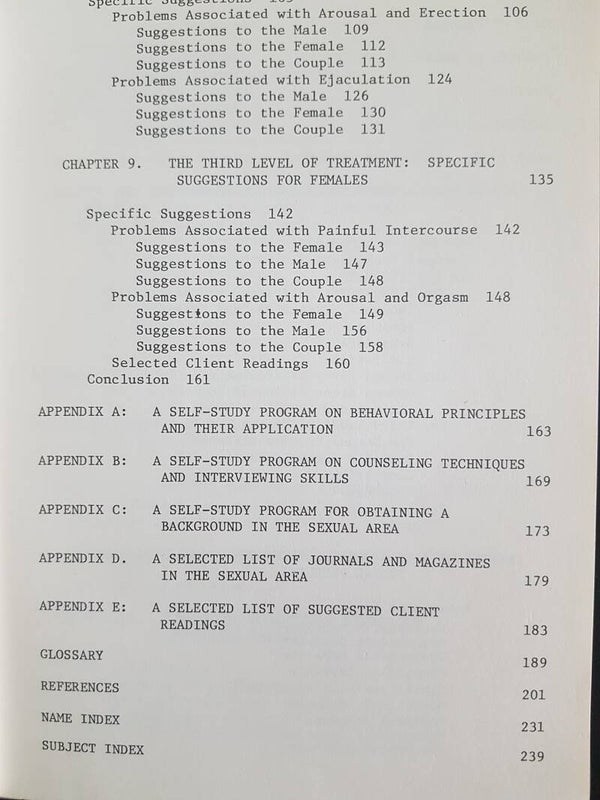 Specific Suggestions 105
Problems Associated with Arousal and Erection 106
Suggestions to the Male 109
Suggestions to the Female 112
Suggestions to the Couple 113
Problems Associated with Ejaculation 124
Suggestions to the Male 126
Suggestions to the Female 130
Suggestions to the Couple 131
CHAPTER 9. THE THIRD LEVEL OF TREATMENT: SPECIFIC
SUGGESTIONS FOR FEMALES 135
Specific Suggestions 142
Problems Associated with Painful Intercourse 142
Suggestions to the Female 143
Suggestions to the Male 147
Suggestions to the Couple 148
Problems Associated with Arousal and Orgasm 148
Suggestions to the Female 149
Suggestions to the Male 156
Suggestions to the Couple 158
Selected Client Readings 160
Conclusion 161
APPENDIX A: A SELF-STUDY PROGRAM ON BEHAVIORAL PRINCIPLES
AND THEIR APPLICATION 163
APPENDIX B: A SELF-STUDY PROGRAM ON COUNSELING TECHNIQUES
AND INTERVIEWING SKILLS 169
APPENDIX C: A SELF-STUDY PROGRAM FOR OBTAINING A
BACKGROUND IN THE SEXUAL AREA 173
APPENDIX D. A SELECTED LIST OF JOURNALS AND MAGAZINES
IN THE SEXUAL AREA 179
APPENDIX E: A SELECTED LIST OF SUGGESTED CLIENT
READINGS 183
GLOSSARY 189
REFERENCES 201
NAME INDEX 231
SUBJECT INDEX 239